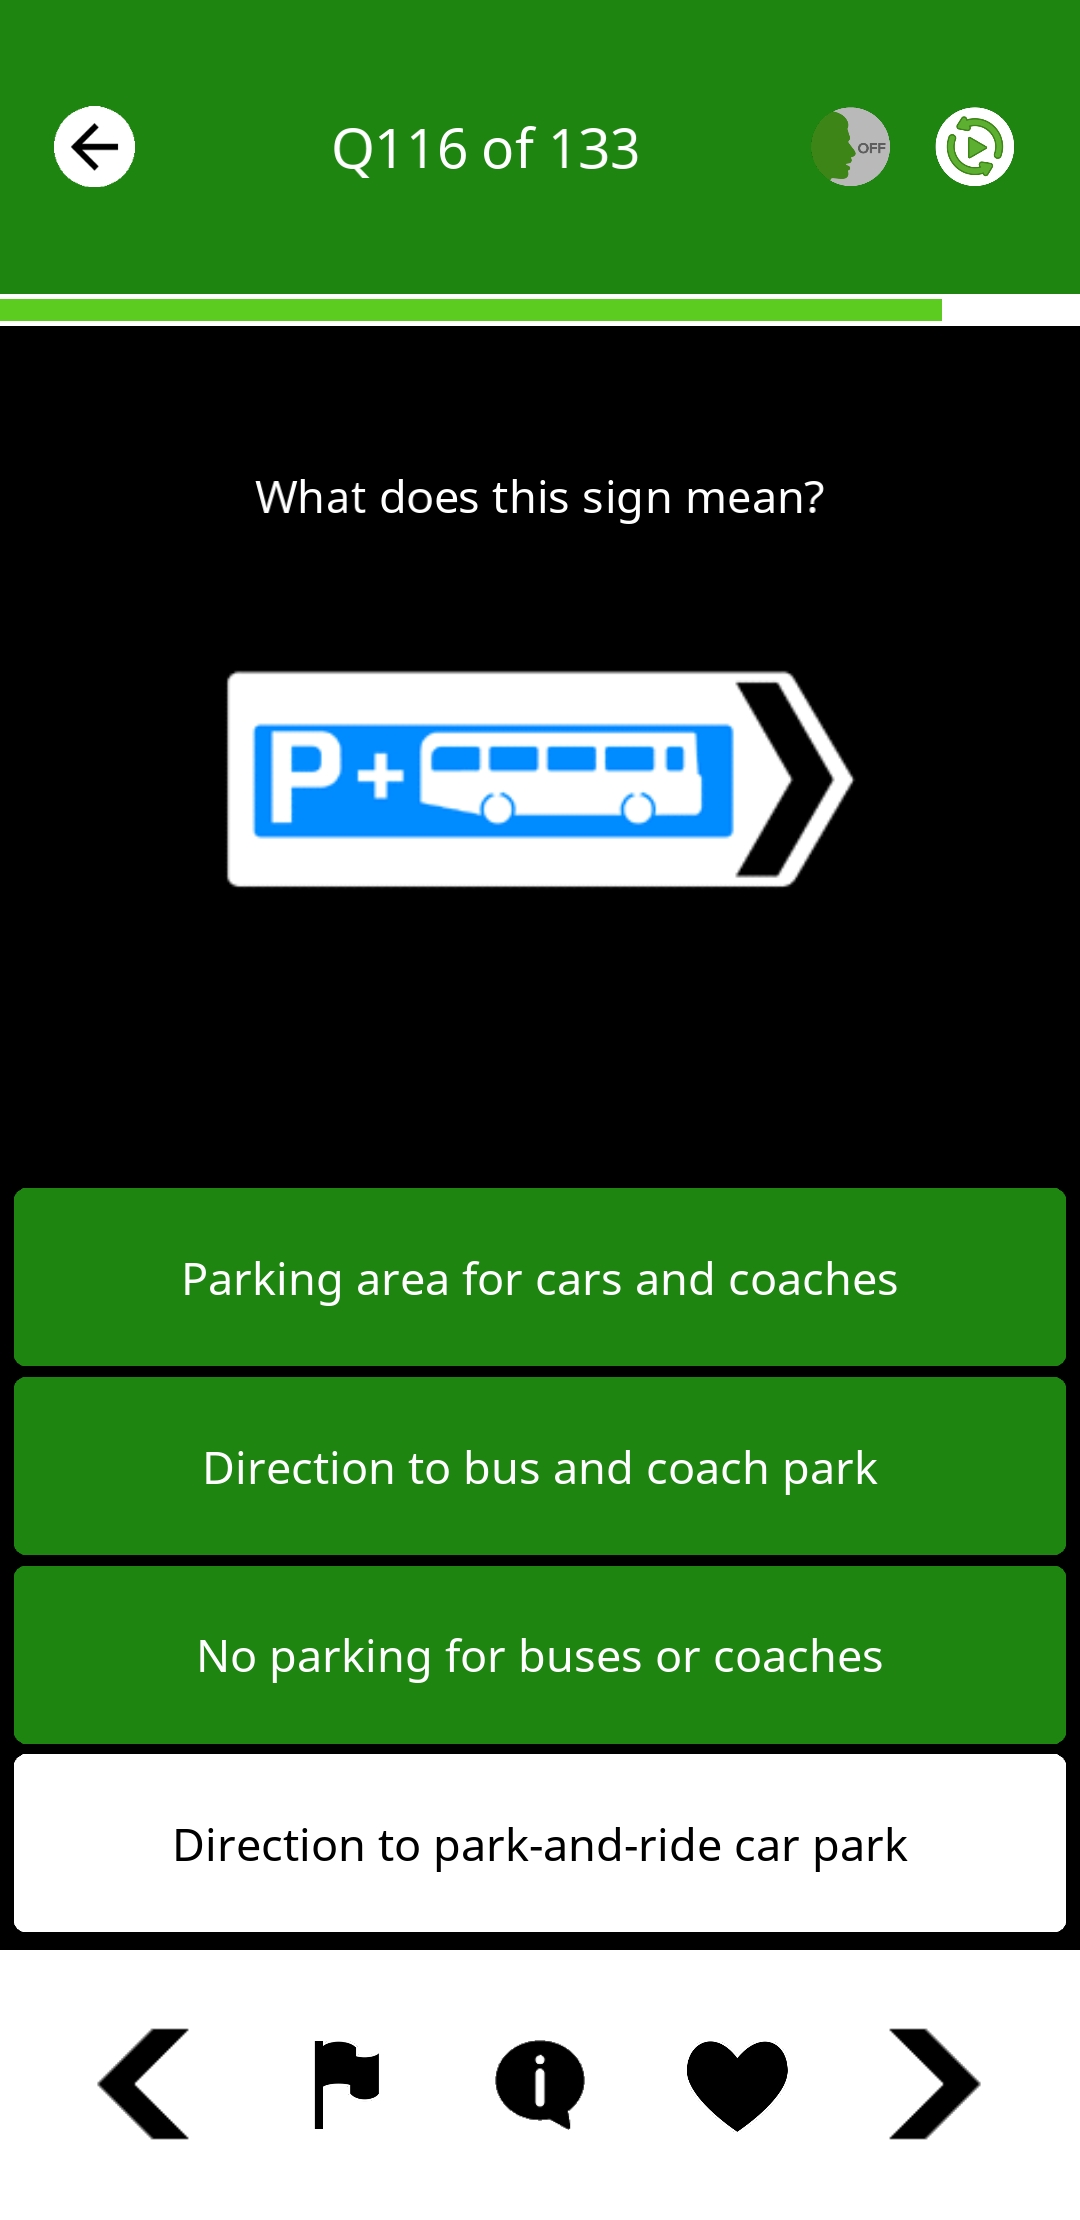 Q116 of 133
OFF
What does this sign mean?
P+
Parking area for cars and coaches
Direction to bus and coach park
No parking for buses or coaches
Direction to park-and-ride car park